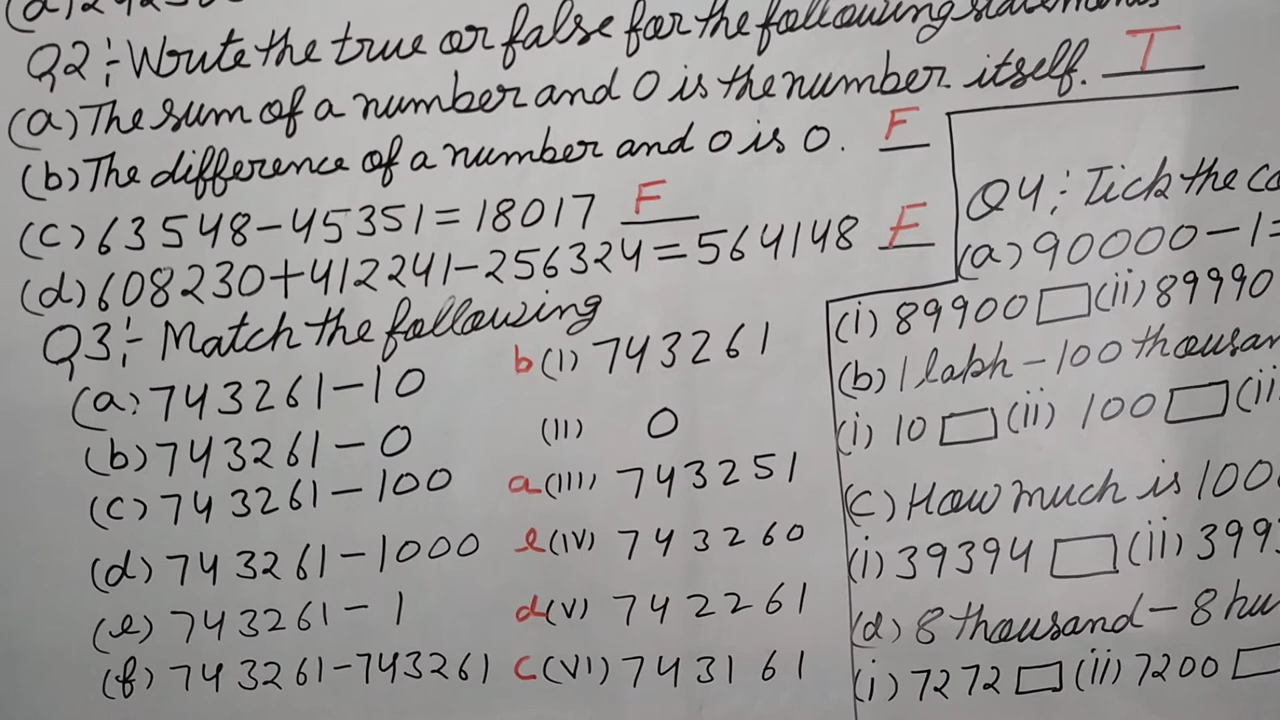 Q2:- Write the true or false for the following statements
(a) The sum of a number and 0 is the number itself. T
(b) The difference of a number and 0 is 0. F
(c) 63548-45351=18017 F
(d) 608230+412241-256324=564148 F
Q3:- Match the following
(a) 743261-10 b (I) 743261
(b) 743261-0 (II) 0
(c) 743261-100 a (III) 743251
(d) 743261-1000 e (IV) 743260
(e) 743261-1 d (V) 742261
(f) 743261-743261 c (VI) 743161
Q4: Tick the
(a) 90000-1=
(i) 89900 (ii) 89990
(b) 1 lakh-100
(i) 10 (ii) 100 (ii
(c) How much is 100
(i) 39394 (ii) 399
(d) 8 thousand-8
(i) 7272 (ii) 7200